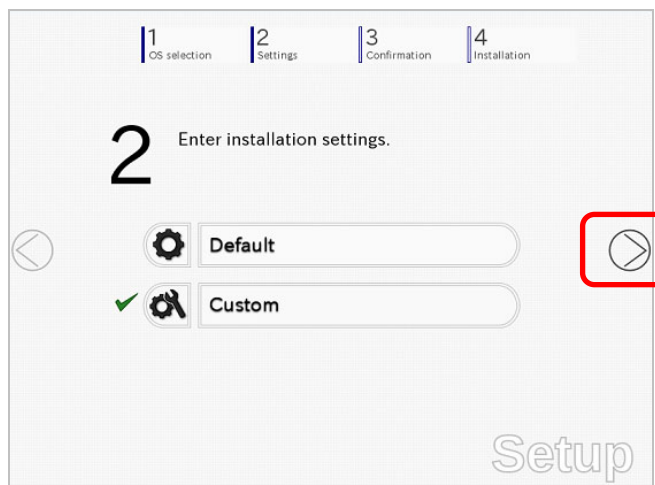 1 2 3 4
OS selection Settings Confirmation Installation
2 Enter installation settings.
Default
Custom
Setup